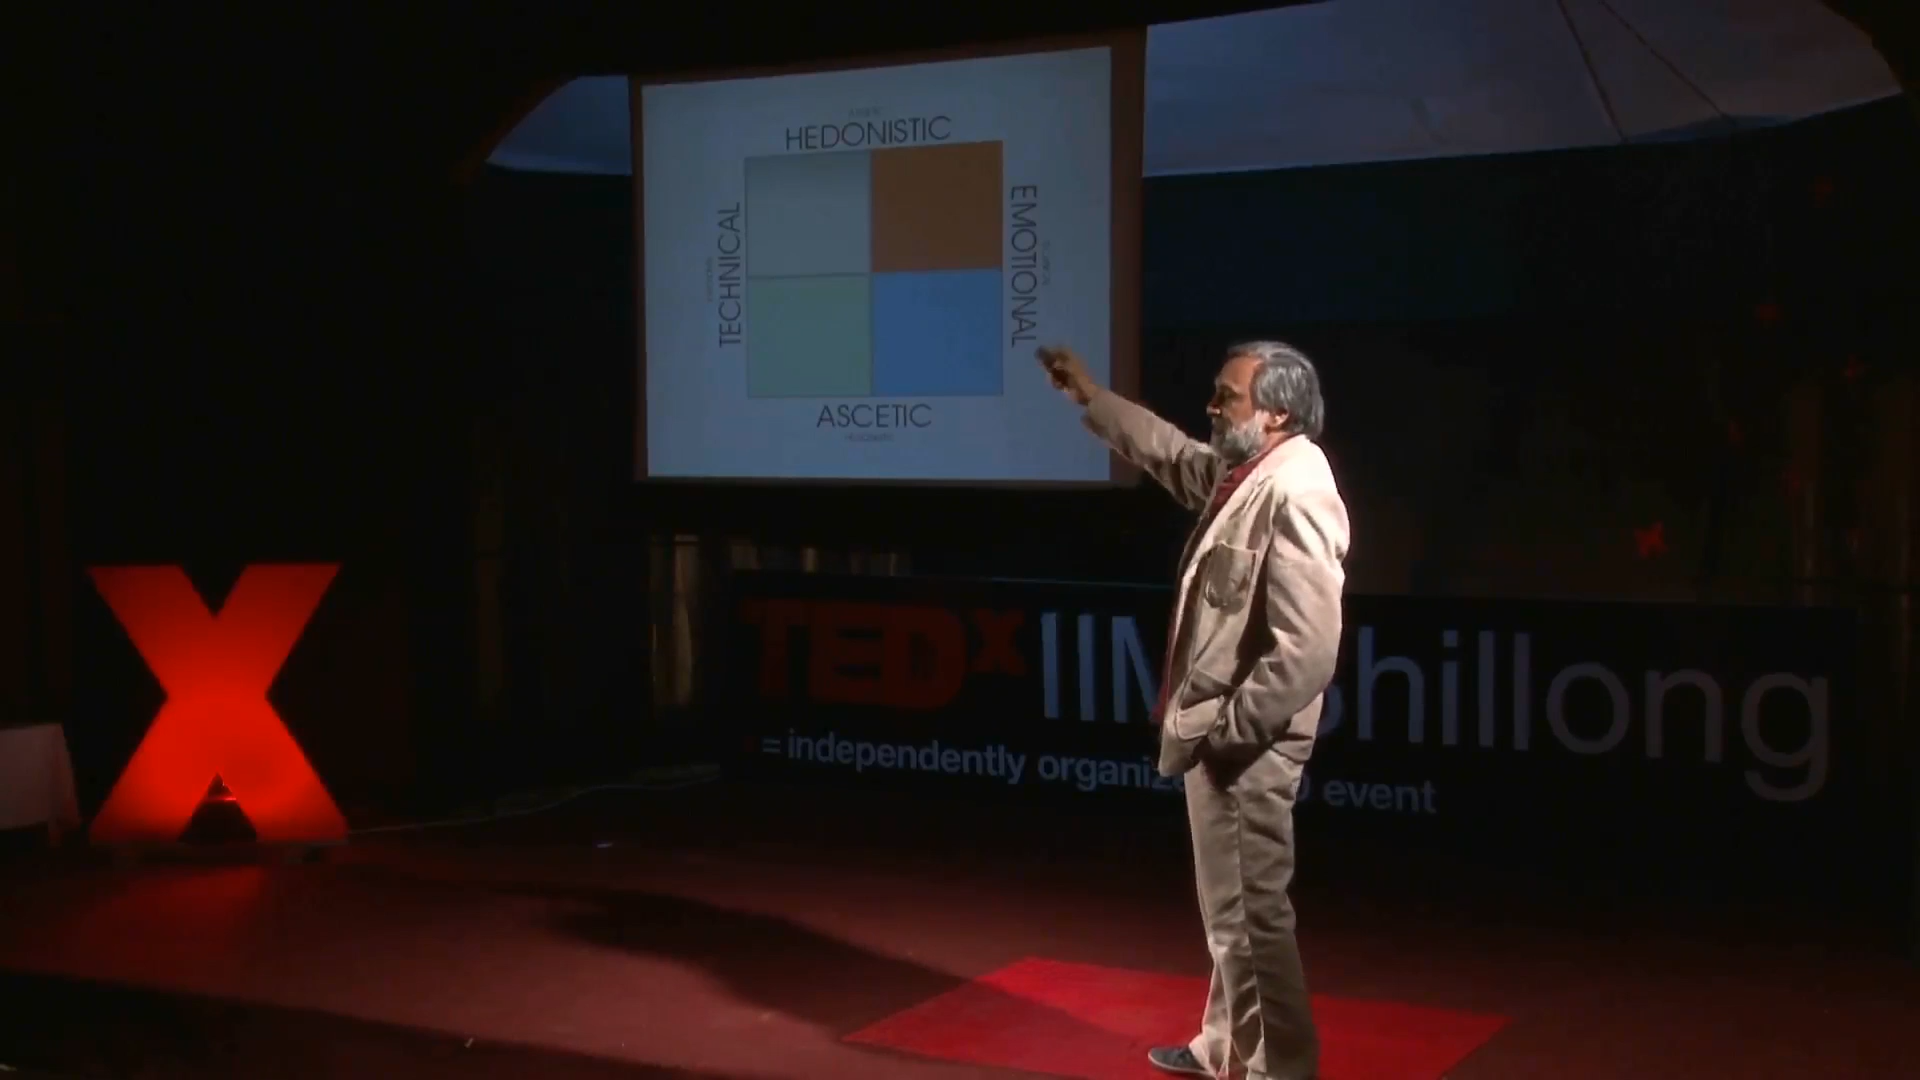 HEDONISTIC
TECHNICAL
EMOTIONAL
ASCETIC
X
TEDx IIM Shillong
x = independently organized TED event